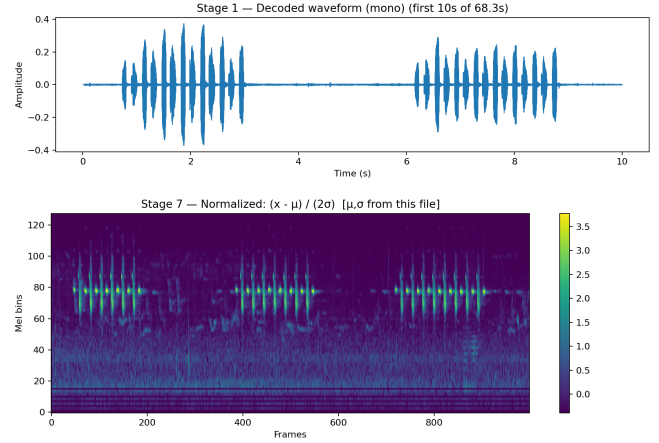 Stage 1 — Decoded waveform (mono) (first 10s of 68.3s)
Amplitude
0.4
0.2
0.0
−0.2
−0.4
0 2 4 6 8 10
Time (s)
Stage 7 — Normalized: (x - μ) / (2σ)  [μ,σ from this file]
Mel bins
120
100
80
60
40
20
0
0 200 400 600 800
Frames
3.5
3.0
2.5
2.0
1.5
1.0
0.5
0.0